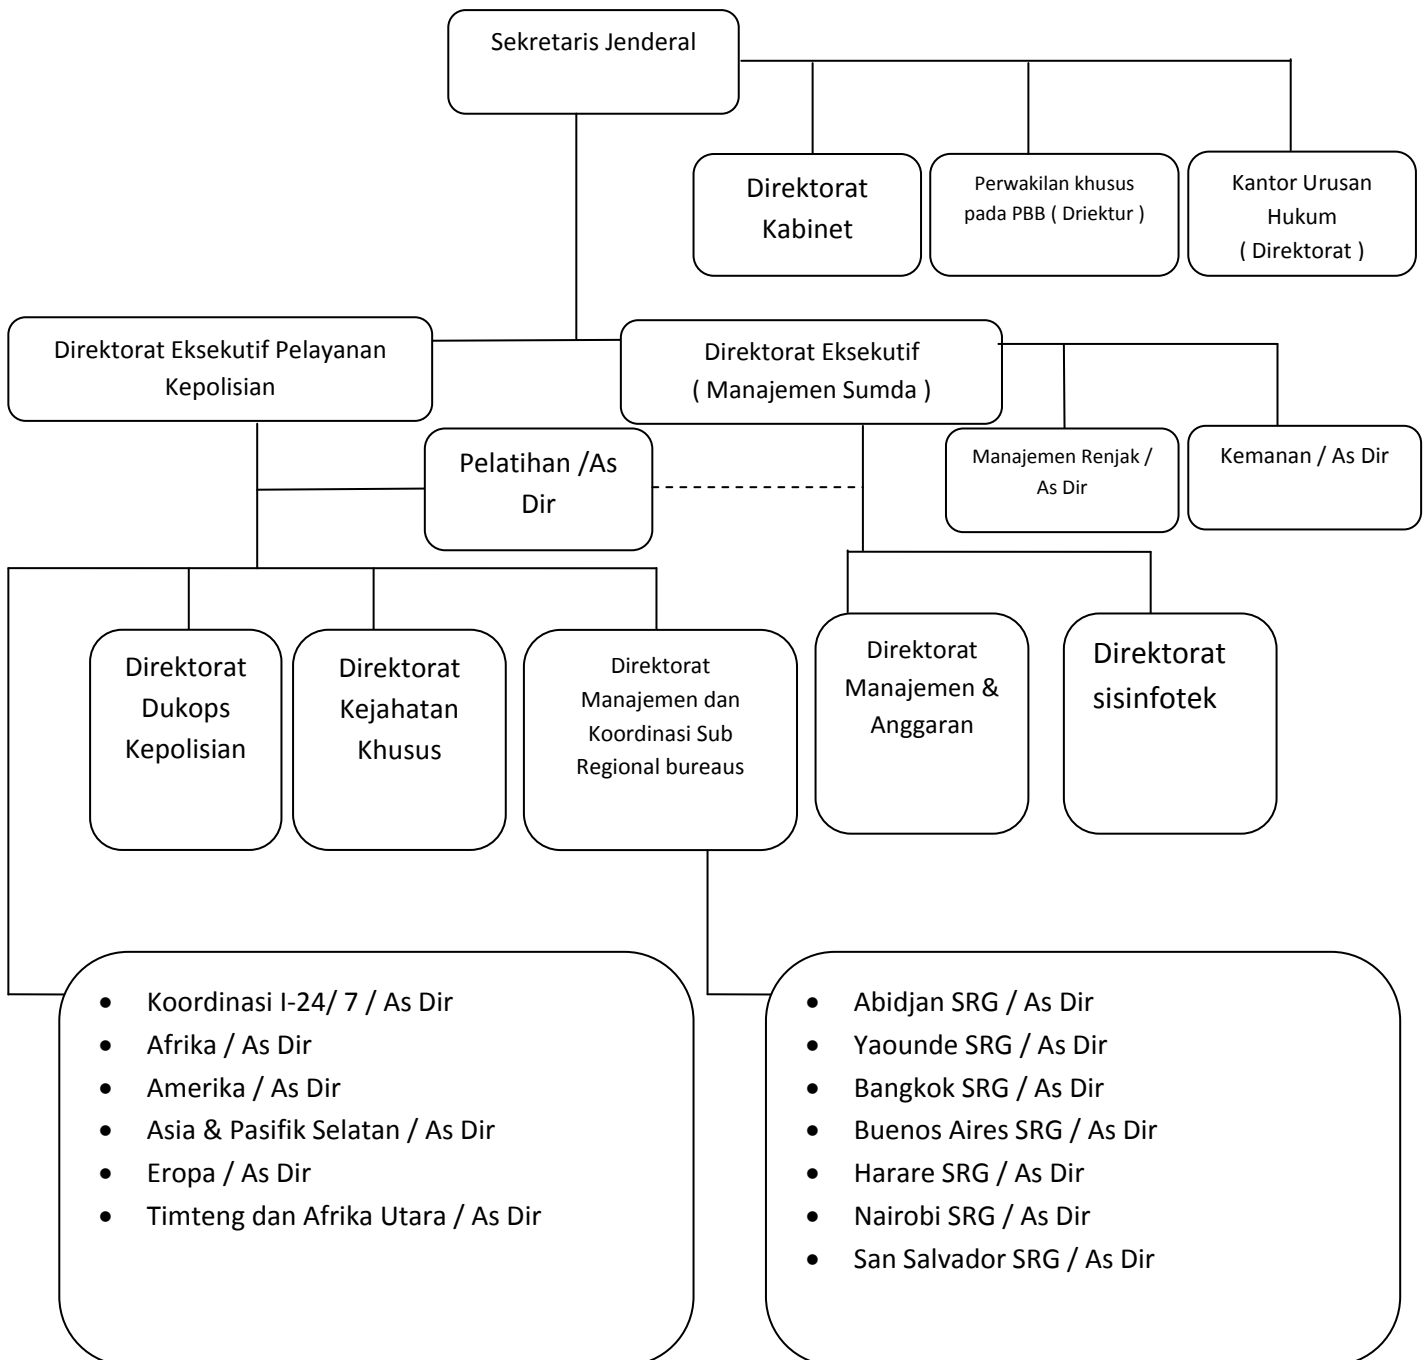 Sekretaris Jenderal
Direktorat
Kabinet
Perwakilan khusus
pada PBB ( Driektur )
Kantor Urusan
Hukum
( Direktorat )
Direktorat Eksekutif Pelayanan
Kepolisian
Direktorat Eksekutif
( Manajemen Sumda )
Pelatihan /As
Dir
Manajemen Renjak /
As Dir
Kemanan / As Dir
Direktorat
Dukops
Kepolisian
Direktorat
Kejahatan
Khusus
Direktorat
Manajemen dan
Koordinasi Sub
Regional bureaus
Direktorat
Manajemen &
Anggaran
Direktorat
sisinfotek
• Koordinasi I-24/ 7 / As Dir
• Afrika / As Dir
• Amerika / As Dir
• Asia & Pasifik Selatan / As Dir
• Eropa / As Dir
• Timteng dan Afrika Utara / As Dir
• Abidjan SRG / As Dir
• Yaounde SRG / As Dir
• Bangkok SRG / As Dir
• Buenos Aires SRG / As Dir
• Harare SRG / As Dir
• Nairobi SRG / As Dir
• San Salvador SRG / As Dir